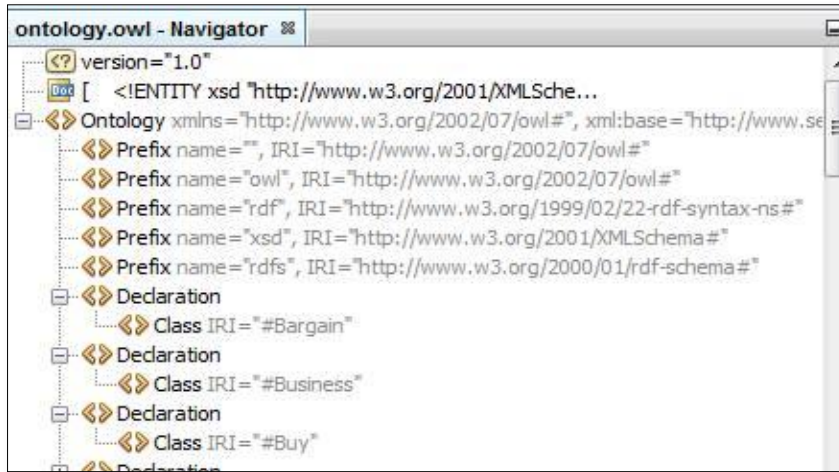 ontology.owl - Navigator
<?> version="1.0"
DOC [ <!ENTITY xsd "http://www.w3.org/2001/XMLSche...
Ontology xmlns="http://www.w3.org/2002/07/owl#", xml:base="http://www.se
Prefix name="", IRI="http://www.w3.org/2002/07/owl#"
Prefix name="owl", IRI="http://www.w3.org/2002/07/owl#"
Prefix name="rdf", IRI="http://www.w3.org/1999/02/22-rdf-syntax-ns#"
Prefix name="xsd", IRI="http://www.w3.org/2001/XMLSchema#"
Prefix name="rdfs", IRI="http://www.w3.org/2000/01/rdf-schema#"
Declaration
Class IRI="#Bargain"
Declaration
Class IRI="#Business"
Declaration
Class IRI="#Buy"
Declaration